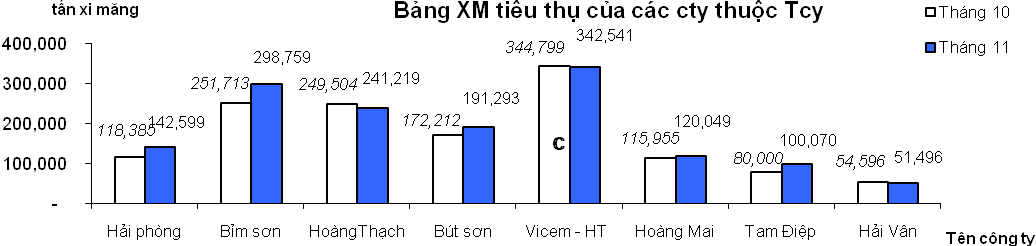 tấn xi măng
Bảng XM tiêu thụ của các cty thuộc Tcy
Tháng 10
Tháng 11
400,000
300,000
200,000
100,000
-
118,385
142,599
251,713
298,759
249,504
241,219
172,212
191,293
344,799
342,541
c
115,955
120,049
80,000
100,070
54,596
51,496
Hải phòng
Bỉm sơn
HoàngThạch
Bút sơn
Vicem - HT
Hoàng Mai
Tam Điệp
Hải Vân
Tên công ty